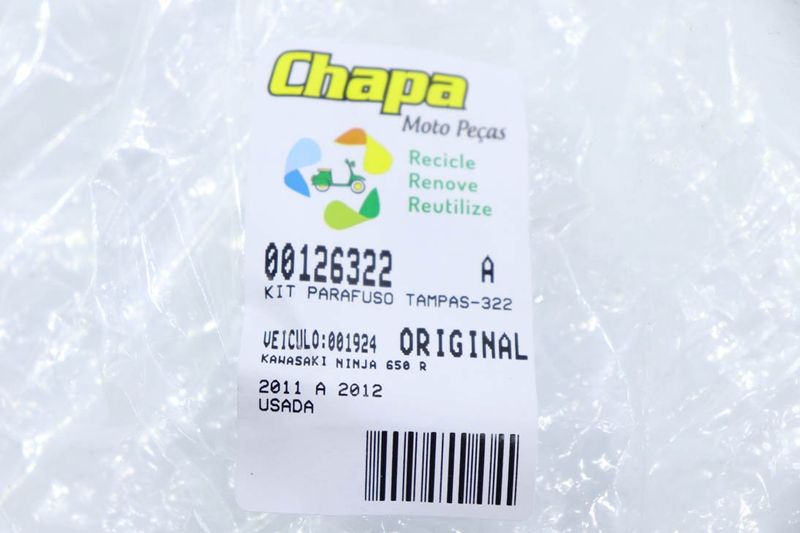 Chapa
Moto Peças
Recicle
Renove
Reutilize
00126322 A
KIT PARAFUSO TAMPAS-322
VEICULO:001924 ORIGINAL
KAWASAKI NINJA 650 R
2011 A 2012
USADA